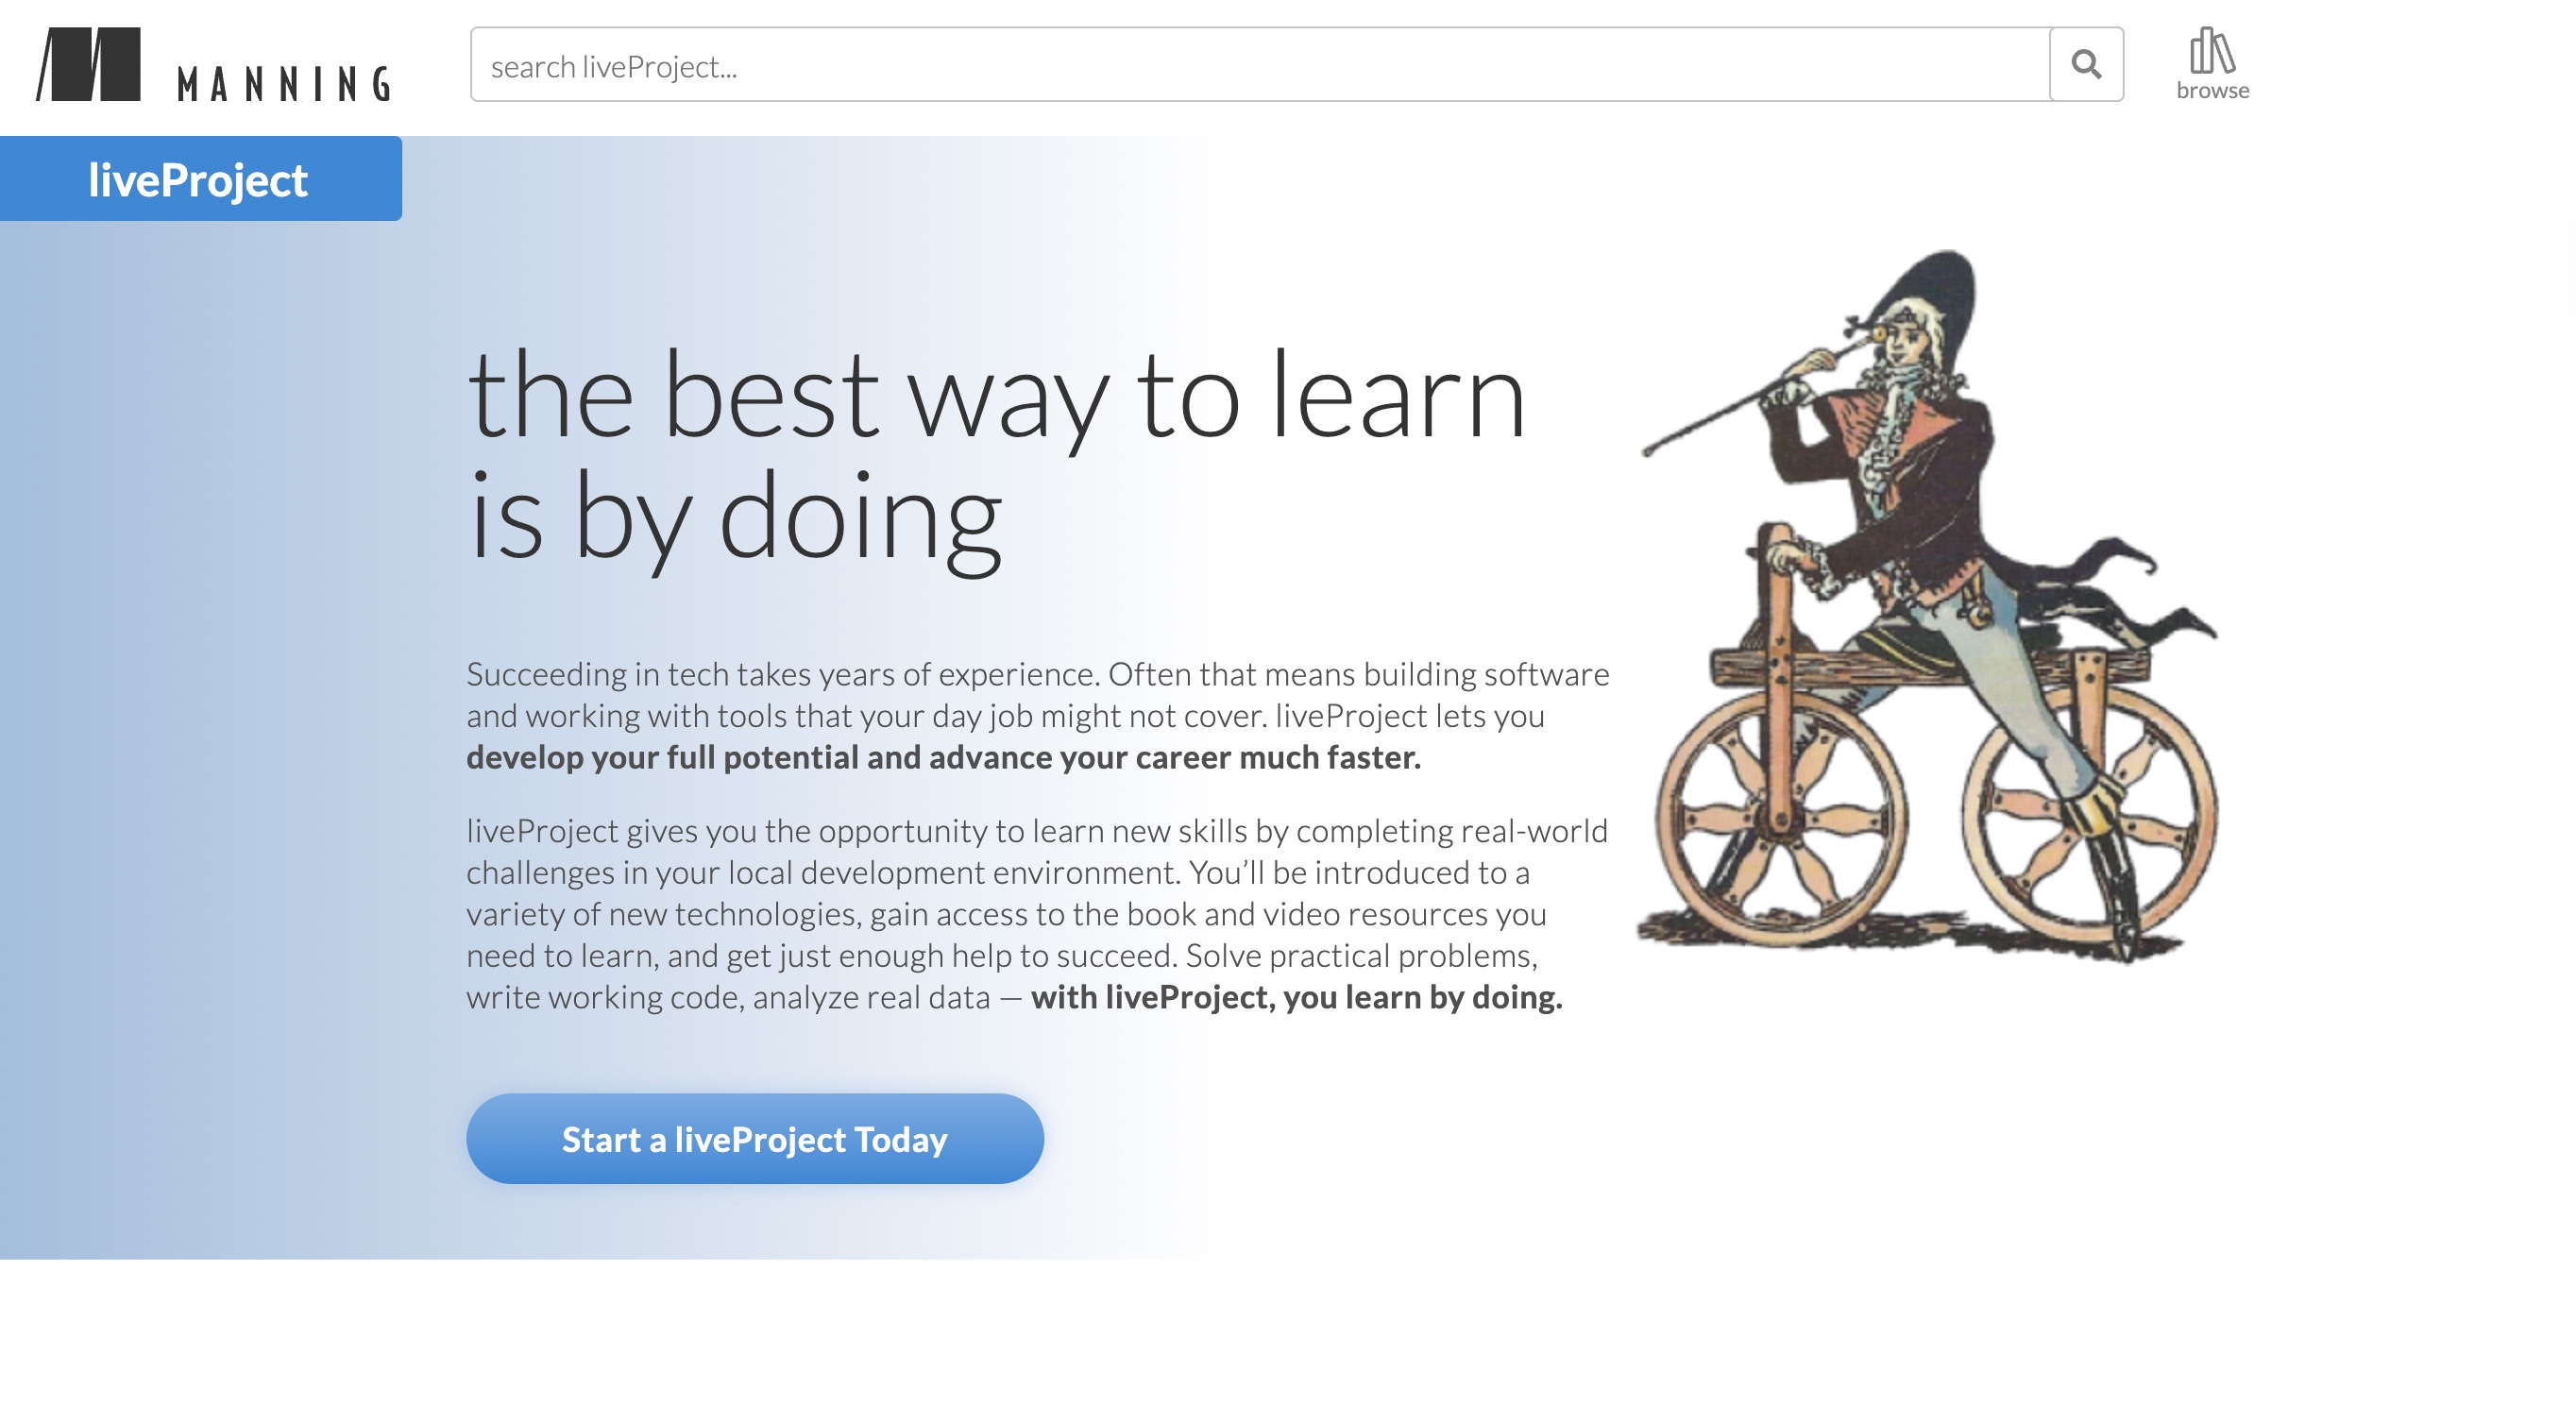 MANNING
search liveProject...
browse
liveProject
the best way to learn
is by doing
Succeeding in tech takes years of experience. Often that means building software
and working with tools that your day job might not cover. liveProject lets you
develop your full potential and advance your career much faster.
liveProject gives you the opportunity to learn new skills by completing real-world
challenges in your local development environment. You’ll be introduced to a
variety of new technologies, gain access to the book and video resources you
need to learn, and get just enough help to succeed. Solve practical problems,
write working code, analyze real data — with liveProject, you learn by doing.
Start a liveProject Today